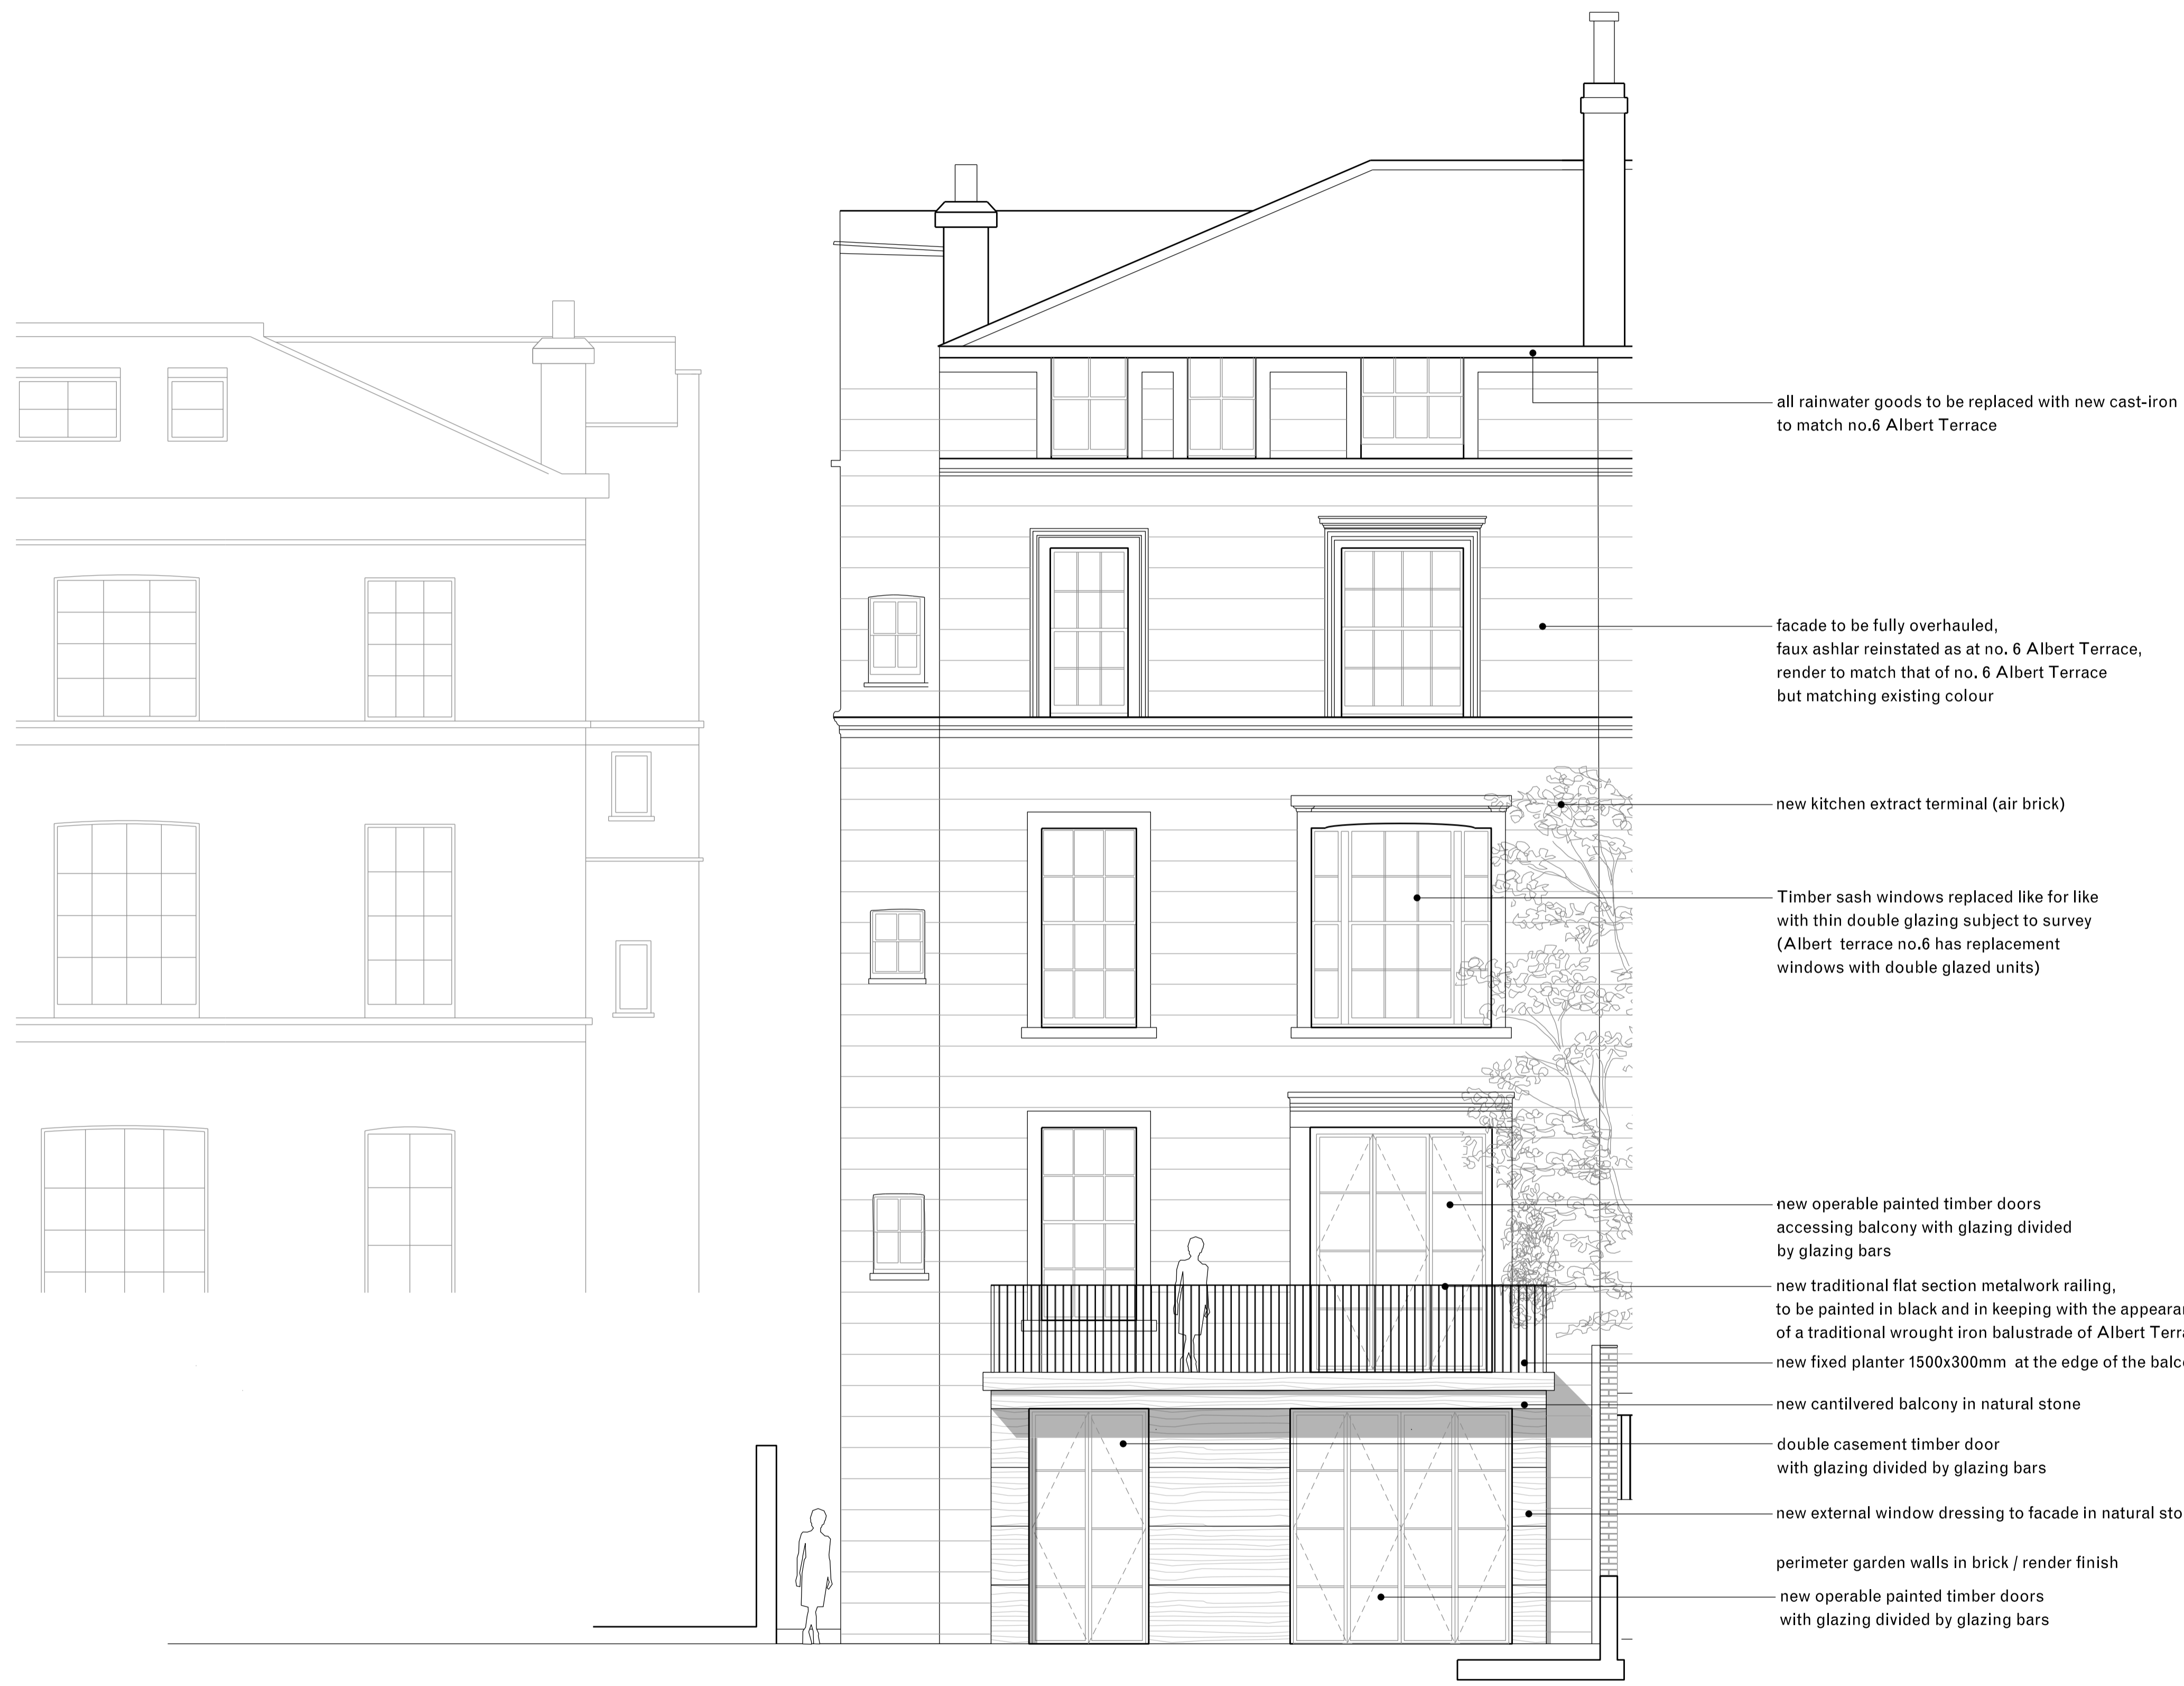 all rainwater goods to be replaced with new cast-iron
to match no.6 Albert Terrace
facade to be fully overhauled,
faux ashlar reinstated as at no. 6 Albert Terrace,
render to match that of no. 6 Albert Terrace
but matching existing colour
new kitchen extract terminal (air brick)
Timber sash windows replaced like for like
with thin double glazing subject to survey
(Albert terrace no.6 has replacement
windows with double glazed units)
new operable painted timber doors
accessing balcony with glazing divided
by glazing bars
new traditional flat section metalwork railing,
to be painted in black and in keeping with the
of a traditional wrought iron balustrade of Albert
new fixed planter 1500x300mm at the edge of the
new cantilvered balcony in natural stone
double casement timber door
with glazing divided by glazing bars
new external window dressing to facade in natural
perimeter garden walls in brick / render finish
new operable painted timber doors
with glazing divided by glazing bars